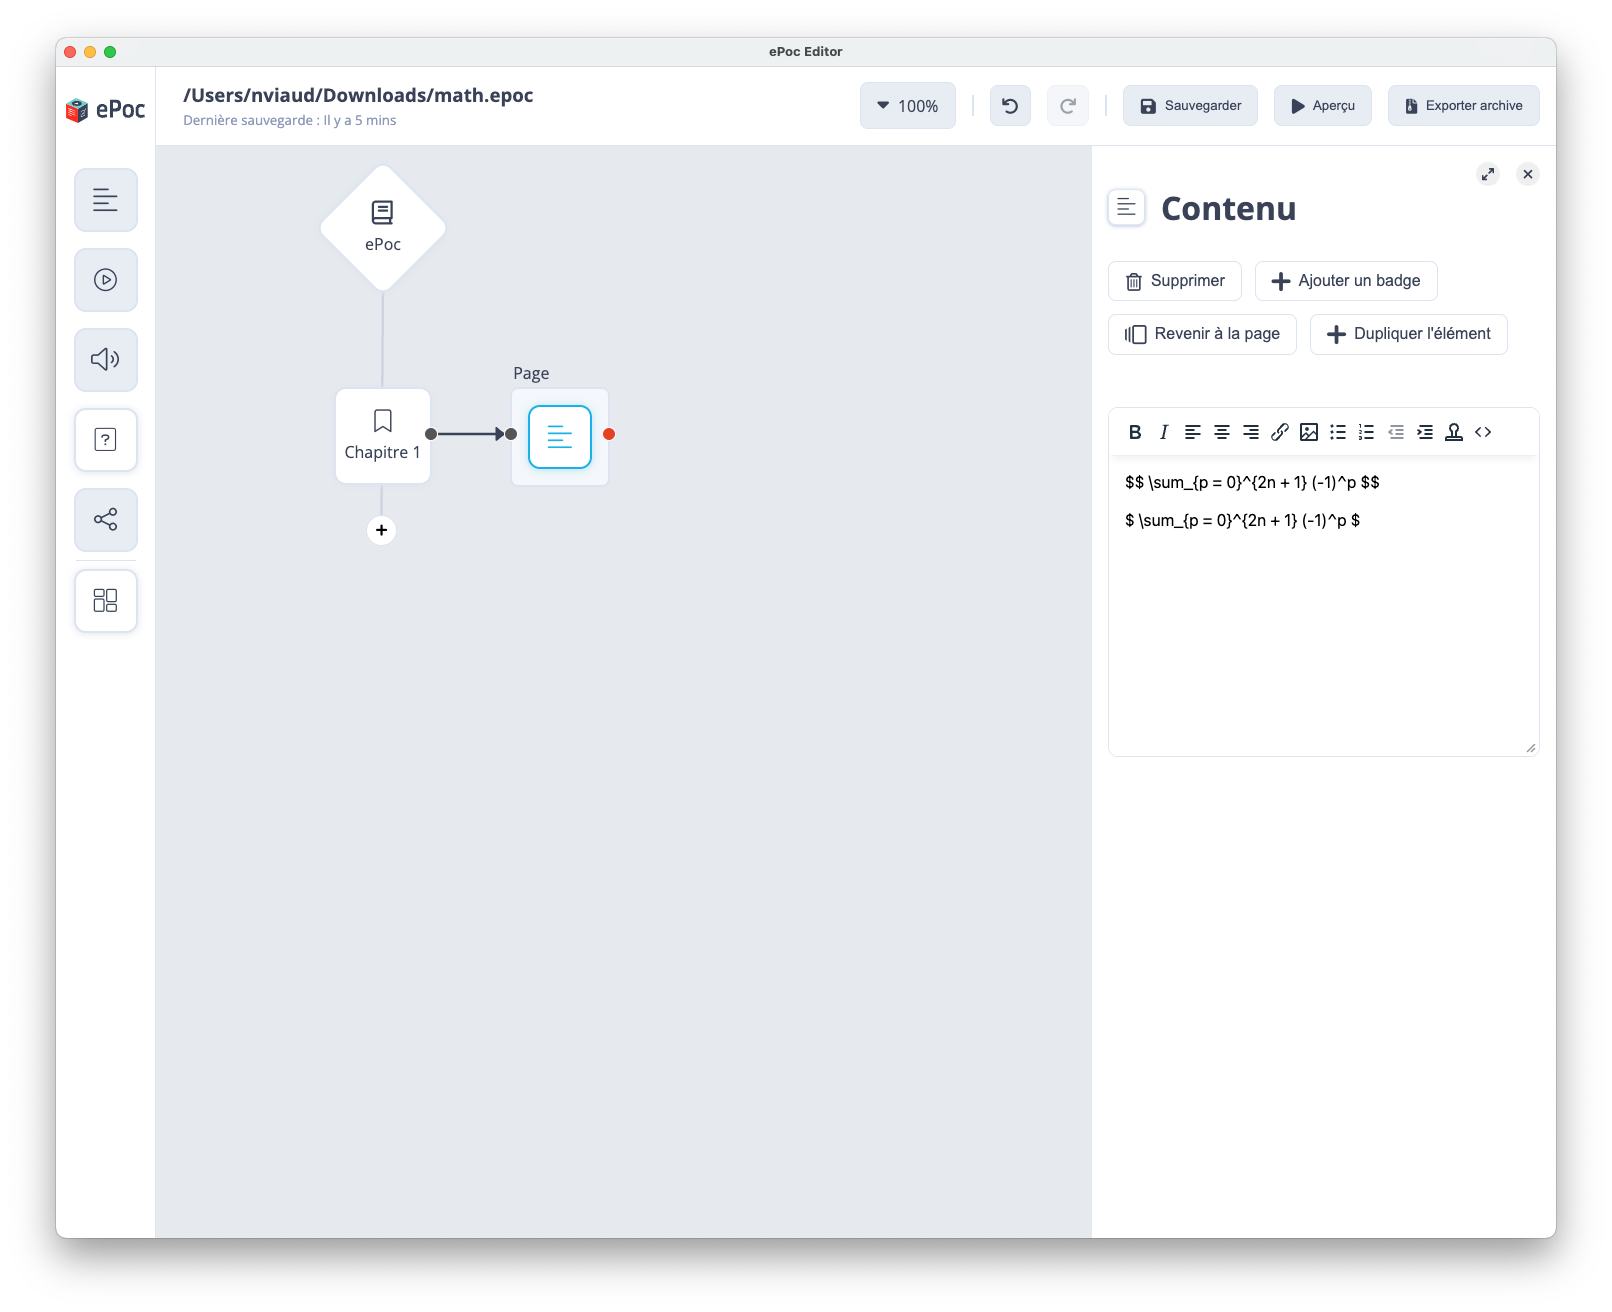 ePoc Editor
ePoc
/Users/nviaud/Downloads/math.epoc
Dernière sauvegarde : Il y a 5 mins
100%
Sauvegarder
Aperçu
Exporter archive
ePoc
Page
Chapitre 1
Contenu
Supprimer
Ajouter un badge
Revenir à la page
Dupliquer l'élément
$$ \sum_{p = 0}^{2n + 1} (-1)^p $$
$ \sum_{p = 0}^{2n + 1} (-1)^p $